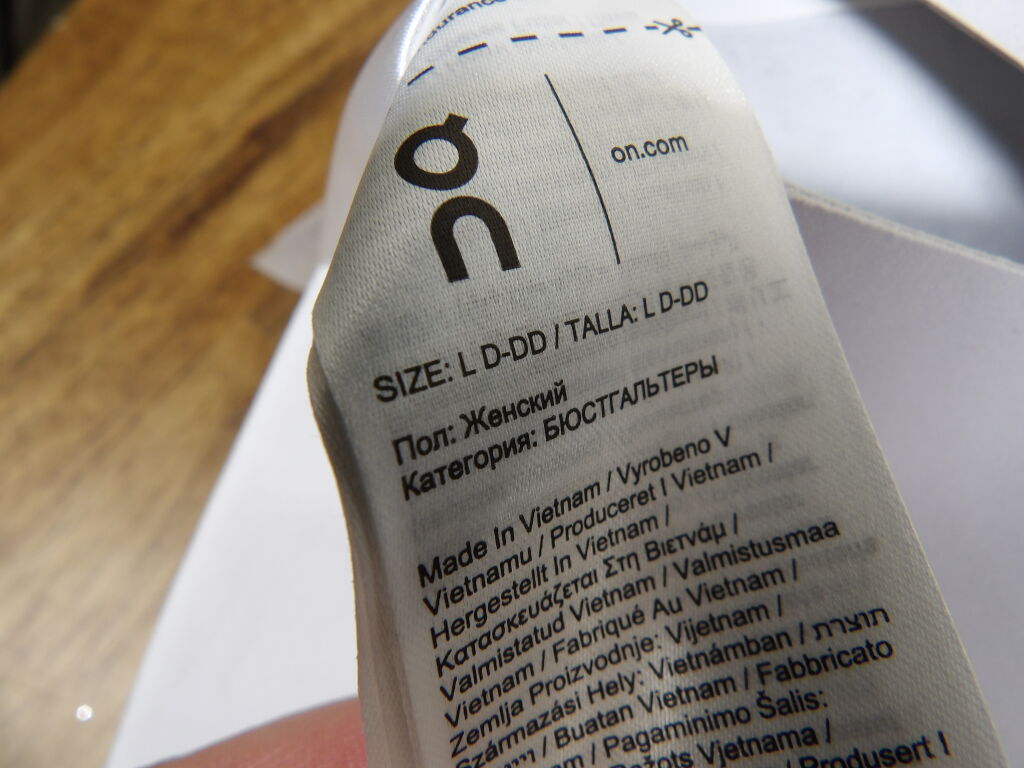 on
on.com
SIZE: L D-DD / TALLA: L D-DD
Пол: Женский
Категория: БЮСТГАЛЬТЕРЫ
Made In Vietnam / Vyrobeno V
Vietnamu / Produceret I Vietnam /
Hergestellt In Vietnam /
Κατασκευάζεται Στη Βιετνάμ /
Valmistatud Vietnam / Valmistusmaa
Vietnam / Fabriqué Au Vietnam /
Zemlja Proizvodnje: Vijetnam /
Származási Hely: Vietnámban / תוצרת
/ Buatan Vietnam / Fabbricato
/ Pagaminimo Šalis:
Vjetnama /
/ Produsert I